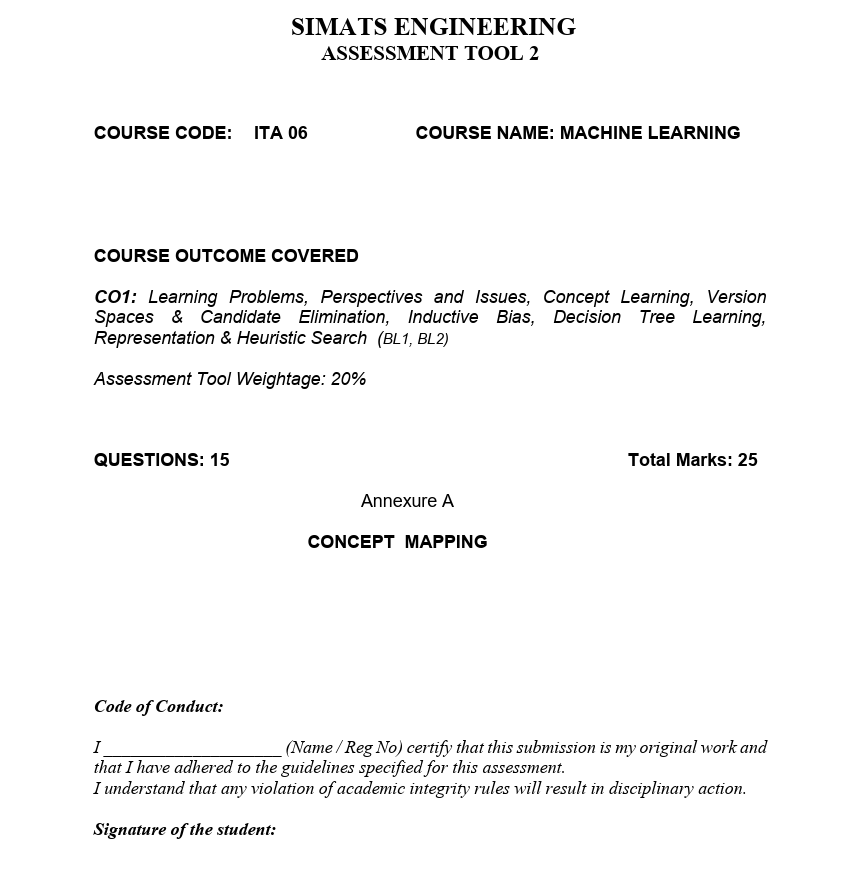 SIMATS ENGINEERING
ASSESSMENT TOOL 2
COURSE CODE: ITA 06 COURSE NAME: MACHINE LEARNING
COURSE OUTCOME COVERED
CO1: Learning Problems, Perspectives and Issues, Concept Learning, Version
Spaces & Candidate Elimination, Inductive Bias, Decision Tree Learning,
Representation & Heuristic Search (BL1, BL2)
Assessment Tool Weightage: 20%
QUESTIONS: 15 Total Marks: 25
Annexure A
CONCEPT MAPPING
Code of Conduct:
I ____________________ (Name / Reg No) certify that this submission is my original work and
that I have adhered to the guidelines specified for this assessment.
I understand that any violation of academic integrity rules will result in disciplinary action.
Signature of the student: